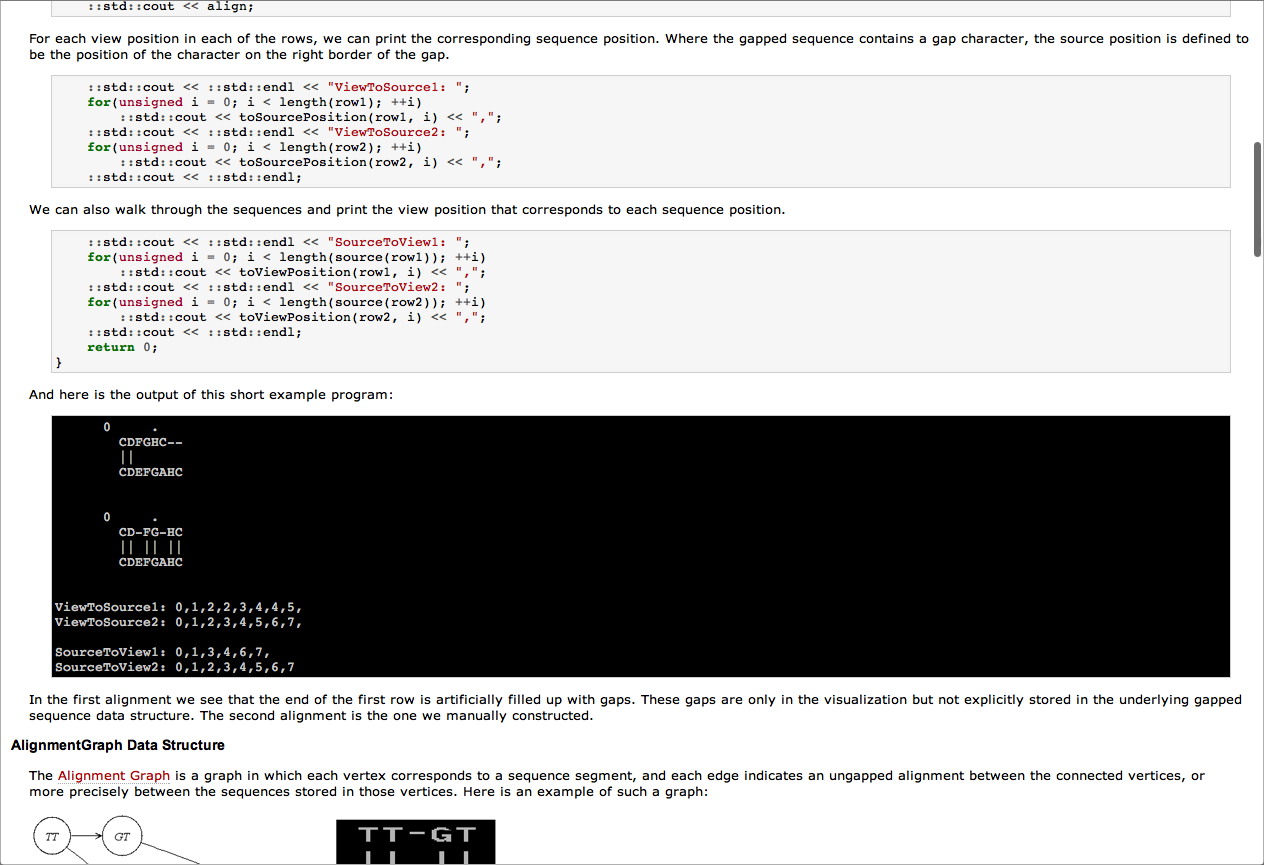 ::std::cout << align;
For each view position in each of the rows, we can print the corresponding sequence position. Where the gapped sequence contains a gap character, the source position is defined to
be the position of the character on the right border of the gap.
::std::cout << ::std::endl << "ViewToSource1: ";
for(unsigned i = 0; i < length(row1); ++i)
::std::cout << toSourcePosition(row1, i) << ",";
::std::cout << ::std::endl << "ViewToSource2: ";
for(unsigned i = 0; i < length(row2); ++i)
::std::cout << toSourcePosition(row2, i) << ",";
::std::cout << ::std::endl;
We can also walk through the sequences and print the view position that corresponds to each sequence position.
::std::cout << ::std::endl << "SourceToView1: ";
for(unsigned i = 0; i < length(source(row1)); ++i)
::std::cout << toViewPosition(row1, i) << ",";
::std::cout << ::std::endl << "SourceToView2: ";
for(unsigned i = 0; i < length(source(row2)); ++i)
::std::cout << toViewPosition(row2, i) << ",";
::std::cout << ::std::endl;
return 0;
}
And here is the output of this short example program:
0     .
CDFGHC--
||
CDEFGAHC
0     .
CD-FG-HC
|| || ||
CDEFGAHC
ViewToSource1: 0,1,2,2,3,4,4,5,
ViewToSource2: 0,1,2,3,4,5,6,7,
SourceToView1: 0,1,3,4,6,7,
SourceToView2: 0,1,2,3,4,5,6,7
In the first alignment we see that the end of the first row is artificially filled up with gaps. These gaps are only in the visualization but not explicitly stored in the underlying gapped
sequence data structure. The second alignment is the one we manually constructed.
AlignmentGraph Data Structure
The Alignment Graph is a graph in which each vertex corresponds to a sequence segment, and each edge indicates an ungapped alignment between the connected vertices, or
more precisely between the sequences stored in those vertices. Here is an example of such a graph:
TT GT
TT-GT
|| ||